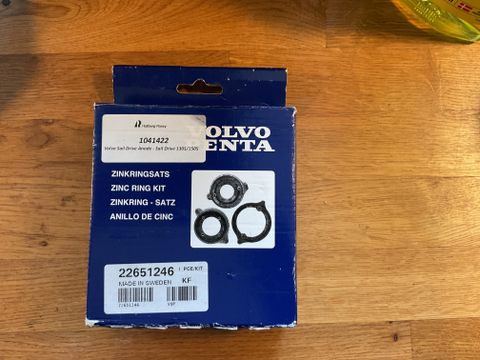 Hallberg-Rassy
1041422
Volvo Sail Drive Anode - Sail Drive 130S/150S
VOLVO
PENTA
ZINKRINGSATS
ZINC RING KIT
ZINKRING - SATZ
ANILLO DE CINC
22651246 1 PCE/KIT
MADE IN SWEDEN KF
22651246